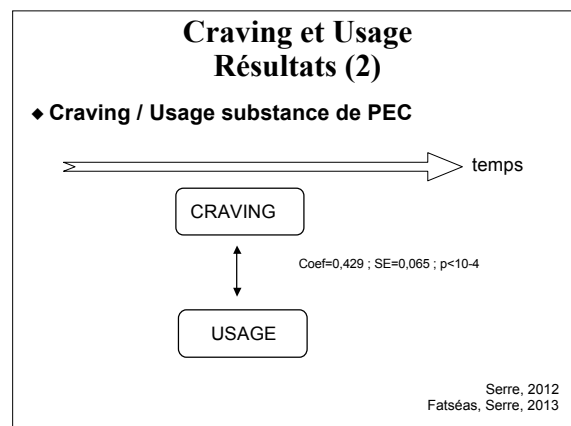 Craving et Usage
Résultats (2)
◆ Craving / Usage substance de PEC
temps
CRAVING
Coef=0,429 ; SE=0,065 ; p<10-4
USAGE
Serre, 2012
Fatséas, Serre, 2013